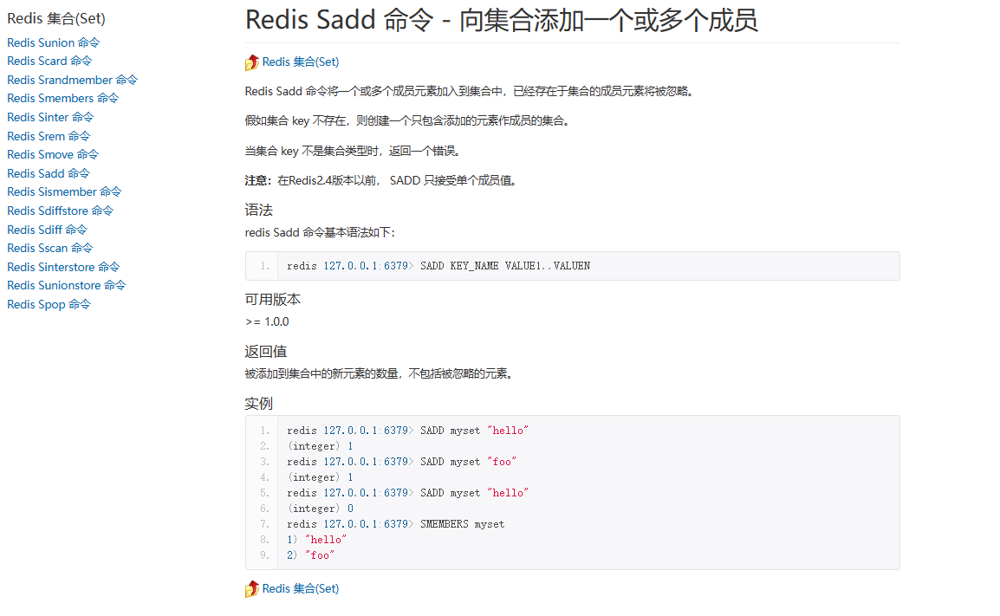 Redis 集合(Set)
Redis Sunion 命令
Redis Scard 命令
Redis Srandmember 命令
Redis Smembers 命令
Redis Sinter 命令
Redis Srem 命令
Redis Smove 命令
Redis Sadd 命令
Redis Sismember 命令
Redis Sdiffstore 命令
Redis Sdiff 命令
Redis Sscan 命令
Redis Sinterstore 命令
Redis Sunionstore 命令
Redis Spop 命令
Redis Sadd 命令 - 向集合添加一个或多个成员
Redis 集合(Set)
Redis Sadd 命令将一个或多个成员元素加入到集合中，已经存在于集合的成员元素将被忽略。
假如集合 key 不存在，则创建一个只包含添加的元素作成员的集合。
当集合 key 不是集合类型时，返回一个错误。
注意：在Redis2.4版本以前， SADD 只接受单个成员值。
语法
redis Sadd 命令基本语法如下：
1. redis 127.0.0.1:6379> SADD KEY_NAME VALUE1..VALUEN
可用版本
>= 1.0.0
返回值
被添加到集合中的新元素的数量，不包括被忽略的元素。
实例
1. redis 127.0.0.1:6379> SADD myset "hello"
2. (integer) 1
3. redis 127.0.0.1:6379> SADD myset "foo"
4. (integer) 1
5. redis 127.0.0.1:6379> SADD myset "hello"
6. (integer) 0
7. redis 127.0.0.1:6379> SMEMBERS myset
8. 1) "hello"
9. 2) "foo"
Redis 集合(Set)